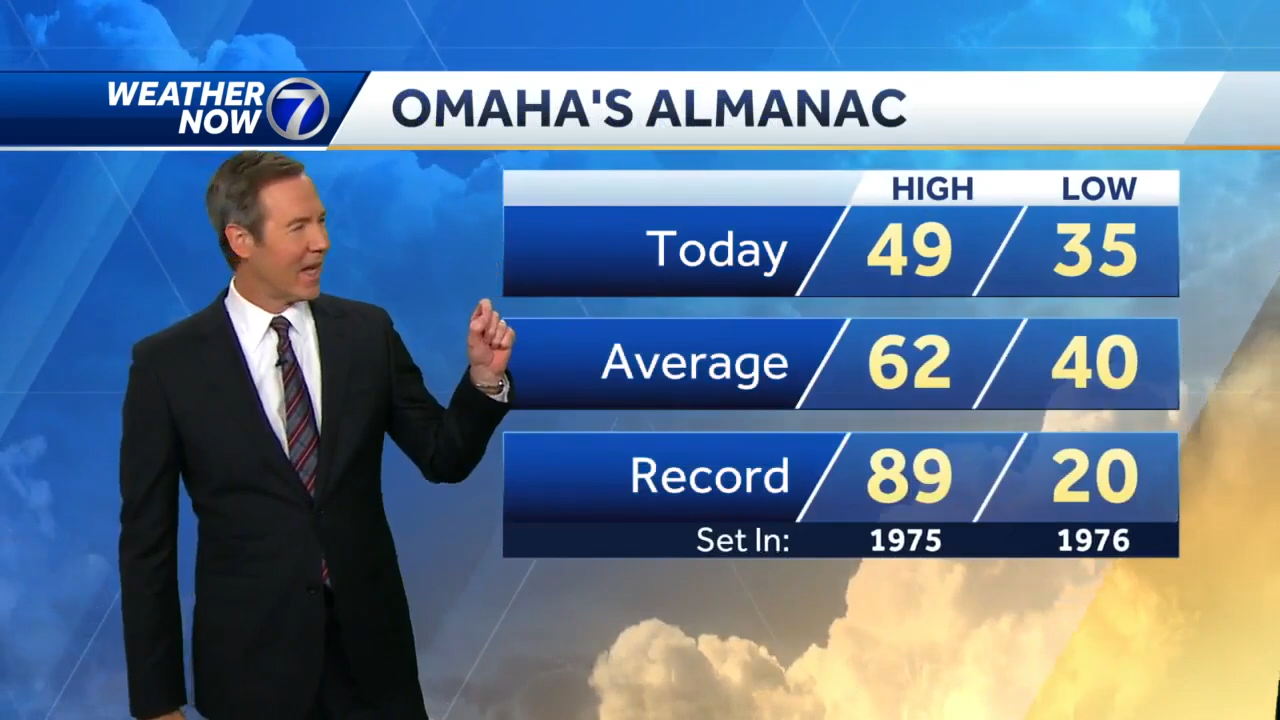 WEATHER
NOW 7
OMAHA'S ALMANAC
HIGH LOW
Today 49 35
Average 62 40
Record 89 20
Set In: 1975 1976